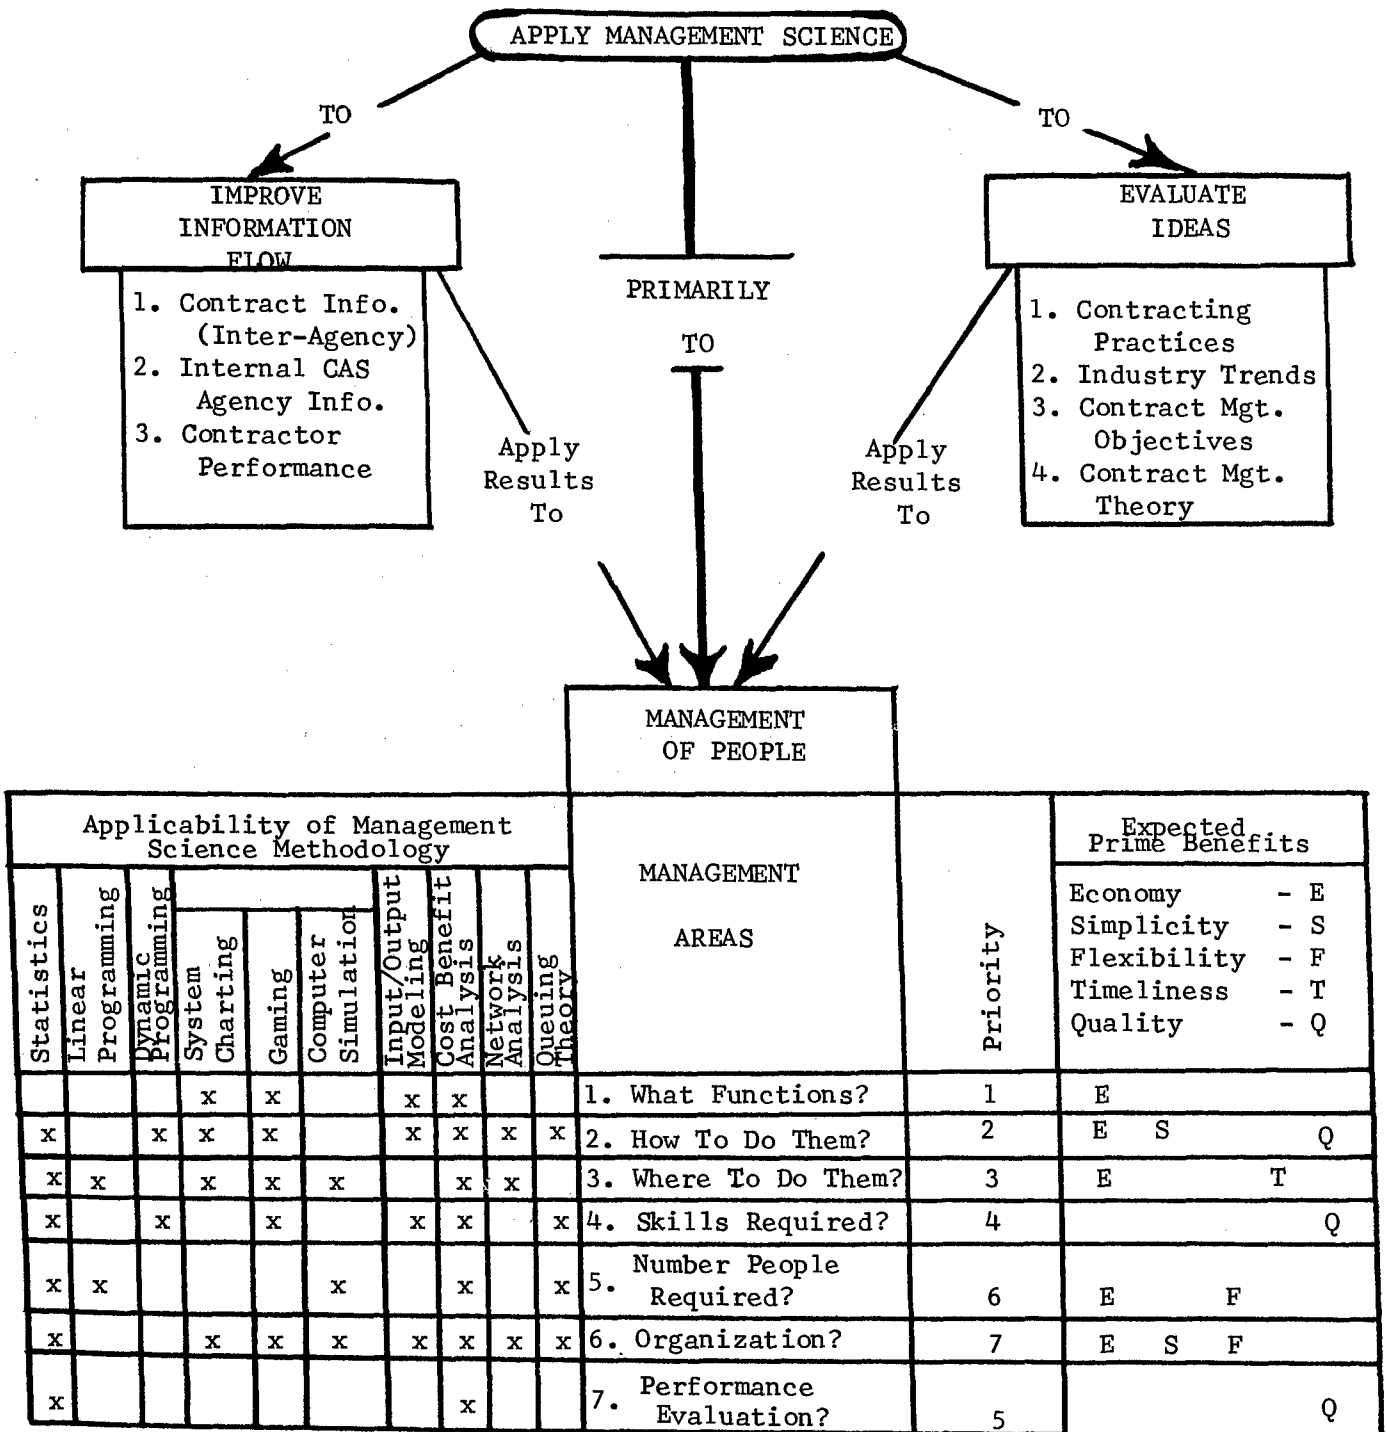 APPLY MANAGEMENT SCIENCE
TO
TO
IMPROVE
INFORMATION
FLOW
1. Contract Info.
(Inter-Agency)
2. Internal CAS
Agency Info.
3. Contractor
Performance
PRIMARILY
TO
EVALUATE
IDEAS
1. Contracting
Practices
2. Industry Trends
3. Contract Mgt.
Objectives
4. Contract Mgt.
Theory
Apply
Results
To
Apply
Results
To
MANAGEMENT
OF PEOPLE
Applicability of Management
Science Methodology
Statistics
Linear
Programming
Dynamic
Programming
System
Charting
Gaming
Computer
Simulation
Input/Output
Modeling
Cost Benefit
Analysis
Network
Analysis
Queuing
Theory
MANAGEMENT
AREAS
Priority
Expected
Prime Benefits
Economy - E
Simplicity - S
Flexibility - F
Timeliness - T
Quality - Q
x x x x 1. What Functions? 1 E
x x x x x x x x 2. How To Do Them? 2 E S Q
x x x x x x x 3. Where To Do Them? 3 E T
x x x x x x 4. Skills Required? 4 Q
x x x x x 5. Number People
Required? 6 E F
x x x x x x x x 6. Organization? 7 E S F
x x 7. Performance
Evaluation? 5 Q